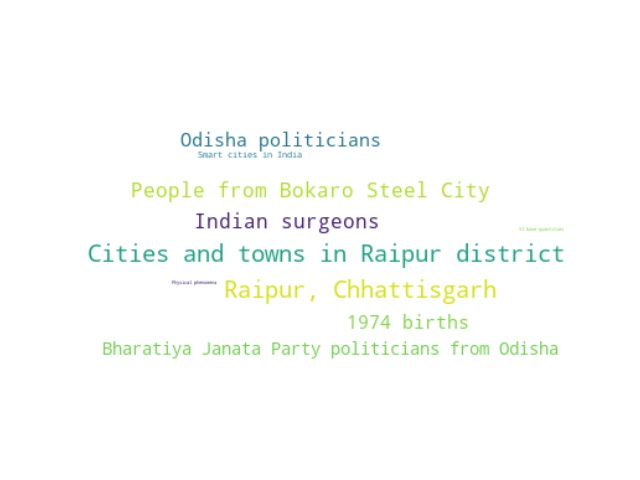 Odisha politicians
Smart cities in India
People from Bokaro Steel City
Indian surgeons
SI base quantities
Cities and towns in Raipur district
Physical phenomena
Raipur, Chhattisgarh
1974 births
Bharatiya Janata Party politicians from Odisha